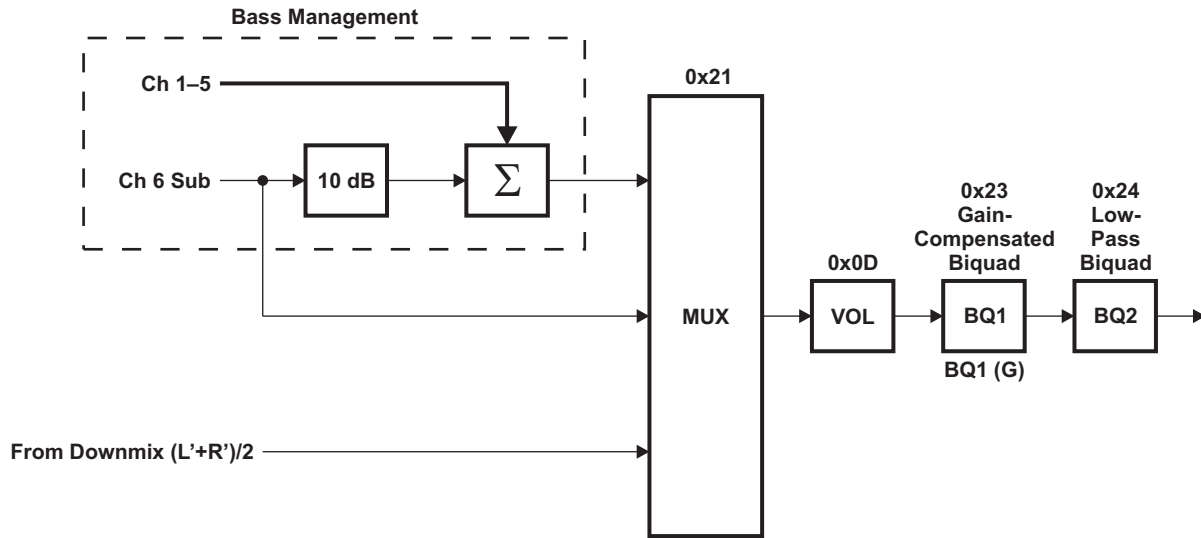 Bass Management
Ch 1–5
Ch 6 Sub
10 dB
Σ
From Downmix (L’+R’)/2
0x21
MUX
0x0D
VOL
0x23
Gain-
Compensated
Biquad
BQ1
BQ1 (G)
0x24
Low-
Pass
Biquad
BQ2